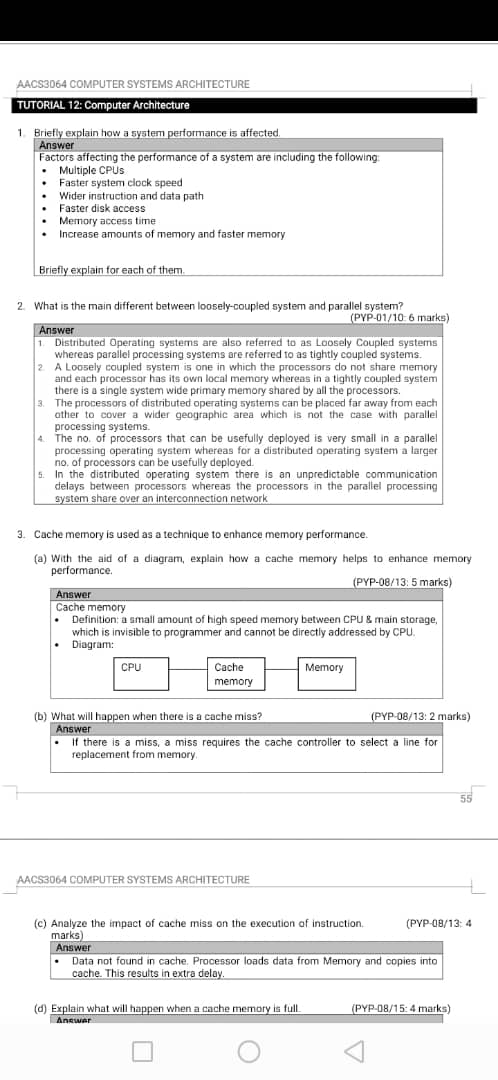 AACS3064 COMPUTER SYSTEMS ARCHITECTURE
TUTORIAL 12: Computer Architecture
1. Briefly explain how a system performance is affected.
Answer
Factors affecting the performance of a system are including the following:
• Multiple CPUs
• Faster system clock speed
• Wider instruction and data path
• Faster disk access
• Memory access time
• Increase amounts of memory and faster memory
Briefly explain for each of them.
2. What is the main different between loosely-coupled system and parallel system?
(PYP-01/10: 6 marks)
Answer
1. Distributed Operating systems are also referred to as Loosely Coupled systems
whereas parallel processing systems are referred to as tightly coupled systems.
2. A Loosely coupled system is one in which the processors do not share memory
and each processor has its own local memory whereas in a tightly coupled system
there is a single system wide primary memory shared by all the processors.
3. The processors of distributed operating systems can be placed far away from each
other to cover a wider geographic area which is not the case with parallel
processing systems.
4. The no. of processors that can be usefully deployed is very small in a parallel
processing operating system whereas for a distributed operating system a larger
no. of processors can be usefully deployed.
5. In the distributed operating system there is an unpredictable communication
delays between processors whereas the processors in the parallel processing
system share over an interconnection network
3. Cache memory is used as a technique to enhance memory performance.
(a) With the aid of a diagram, explain how a cache memory helps to enhance memory
performance.
(PYP-08/13: 5 marks)
Answer
Cache memory
• Definition: a small amount of high speed memory between CPU & main storage,
which is invisible to programmer and cannot be directly addressed by CPU.
• Diagram:
CPU
Cache
memory
Memory
(b) What will happen when there is a cache miss? (PYP-08/13: 2 marks)
Answer
• If there is a miss, a miss requires the cache controller to select a line for
replacement from memory.
55
AACS3064 COMPUTER SYSTEMS ARCHITECTURE
(c) Analyze the impact of cache miss on the execution of instruction. (PYP-08/13: 4
marks)
Answer
• Data not found in cache. Processor loads data from Memory and copies into
cache. This results in extra delay.
(d) Explain what will happen when a cache memory is full. (PYP-08/15: 4 marks)
Answer